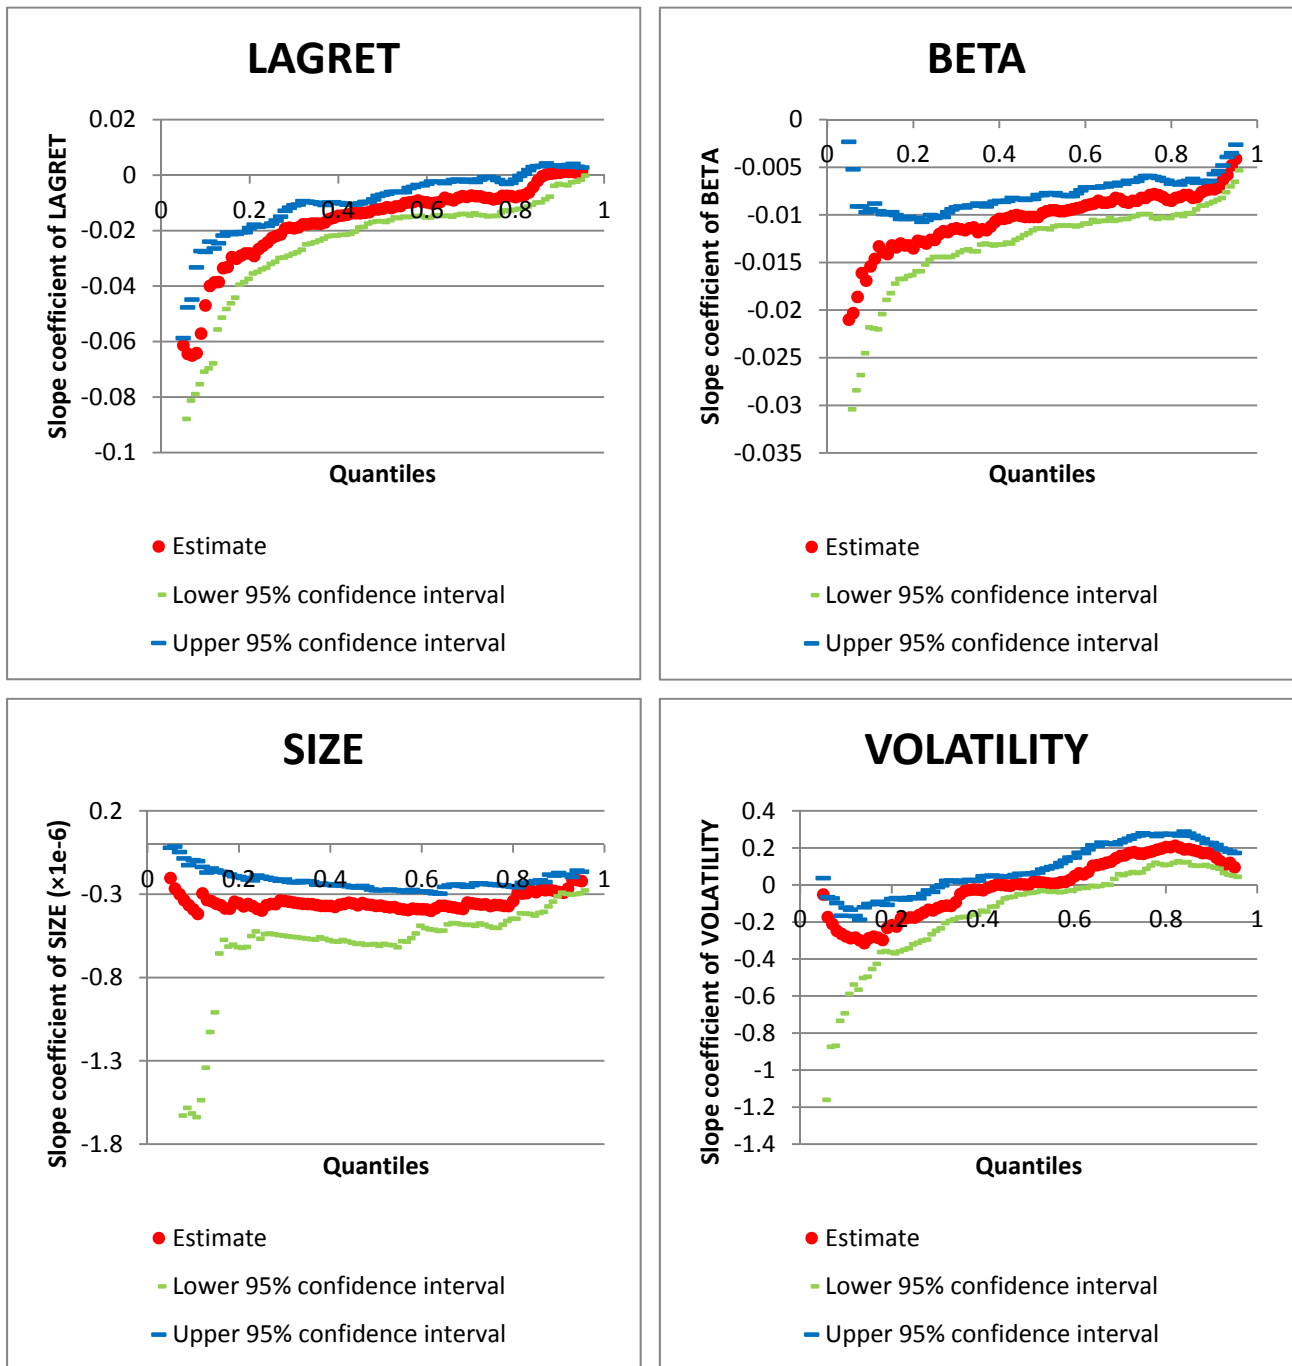 LAGRET
Slope coefficient of LAGRET
0.02
0
-0.02
-0.04
-0.06
-0.08
-0.1
0 0.2 0.4 0.6 0.8 1
Quantiles
Estimate
Lower 95% confidence interval
Upper 95% confidence interval
BETA
Slope coefficient of BETA
0
-0.005
-0.01
-0.015
-0.02
-0.025
-0.03
-0.035
0 0.2 0.4 0.6 0.8 1
Quantiles
Estimate
Lower 95% confidence interval
Upper 95% confidence interval
SIZE
Slope coefficient of SIZE (×1e-6)
0.2
-0.3
-0.8
-1.3
-1.8
0 0.2 0.4 0.6 0.8 1
Quantiles
Estimate
Lower 95% confidence interval
Upper 95% confidence interval
VOLATILITY
Slope coefficient of VOLATILITY
0.4
0.2
0
-0.2
-0.4
-0.6
-0.8
-1
-1.2
-1.4
0 0.2 0.4 0.6 0.8 1
Quantiles
Estimate
Lower 95% confidence interval
Upper 95% confidence interval